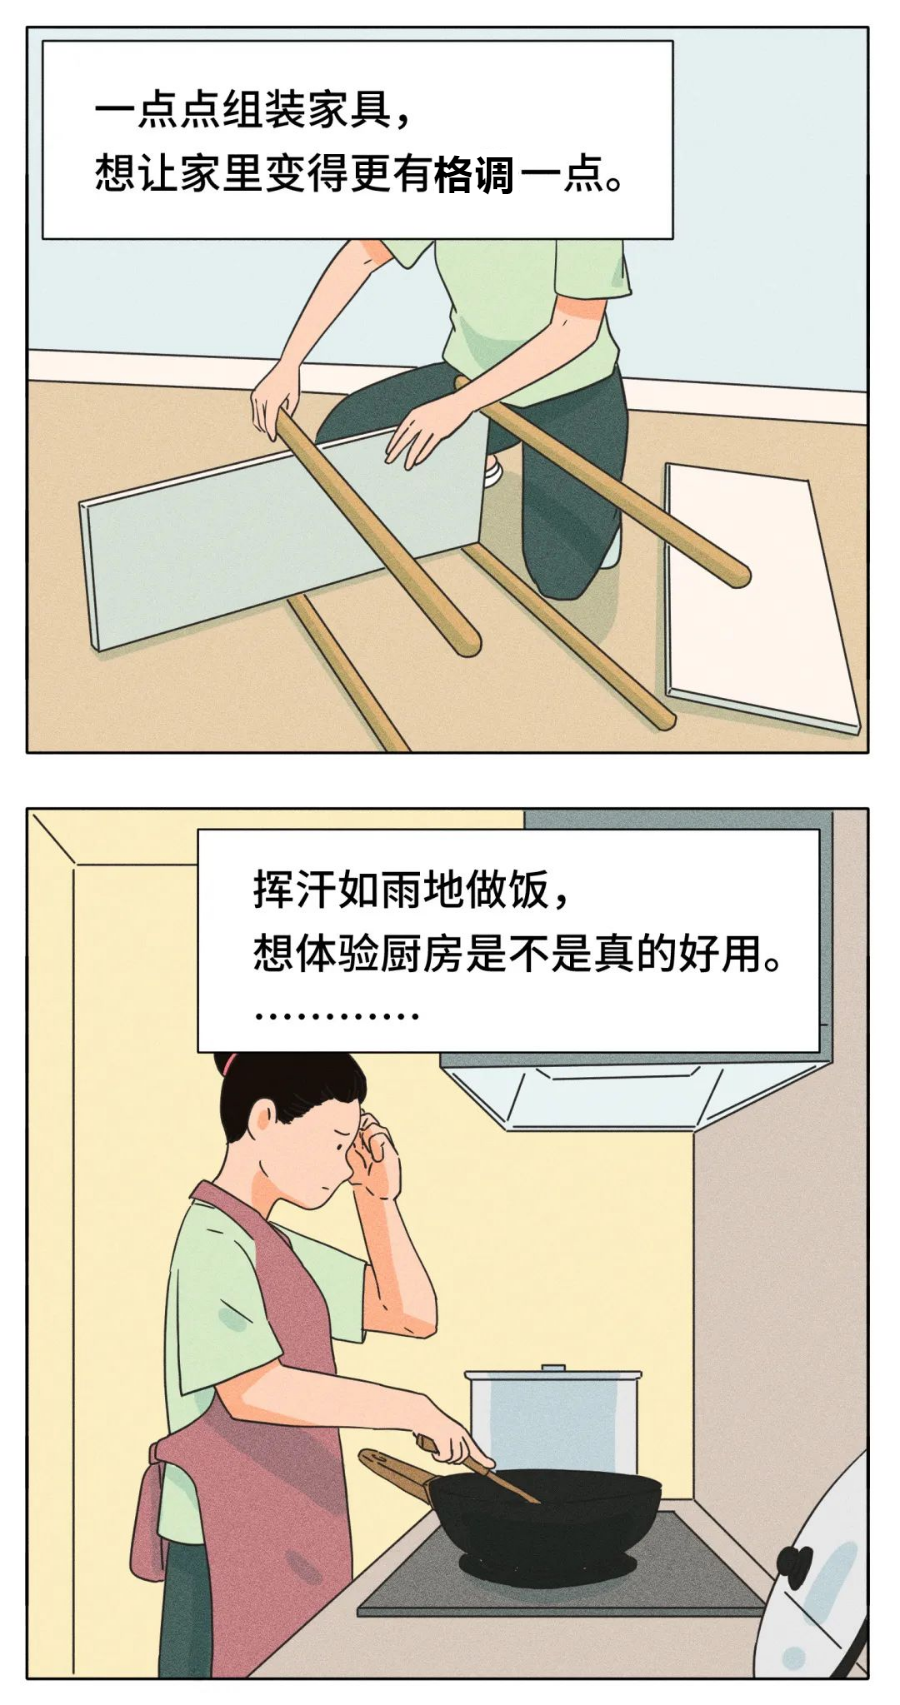 一点点组装家具，
想让家里变得更有格调一点。
挥汗如雨地做饭，
想体验厨房是不是真的好用。
…………